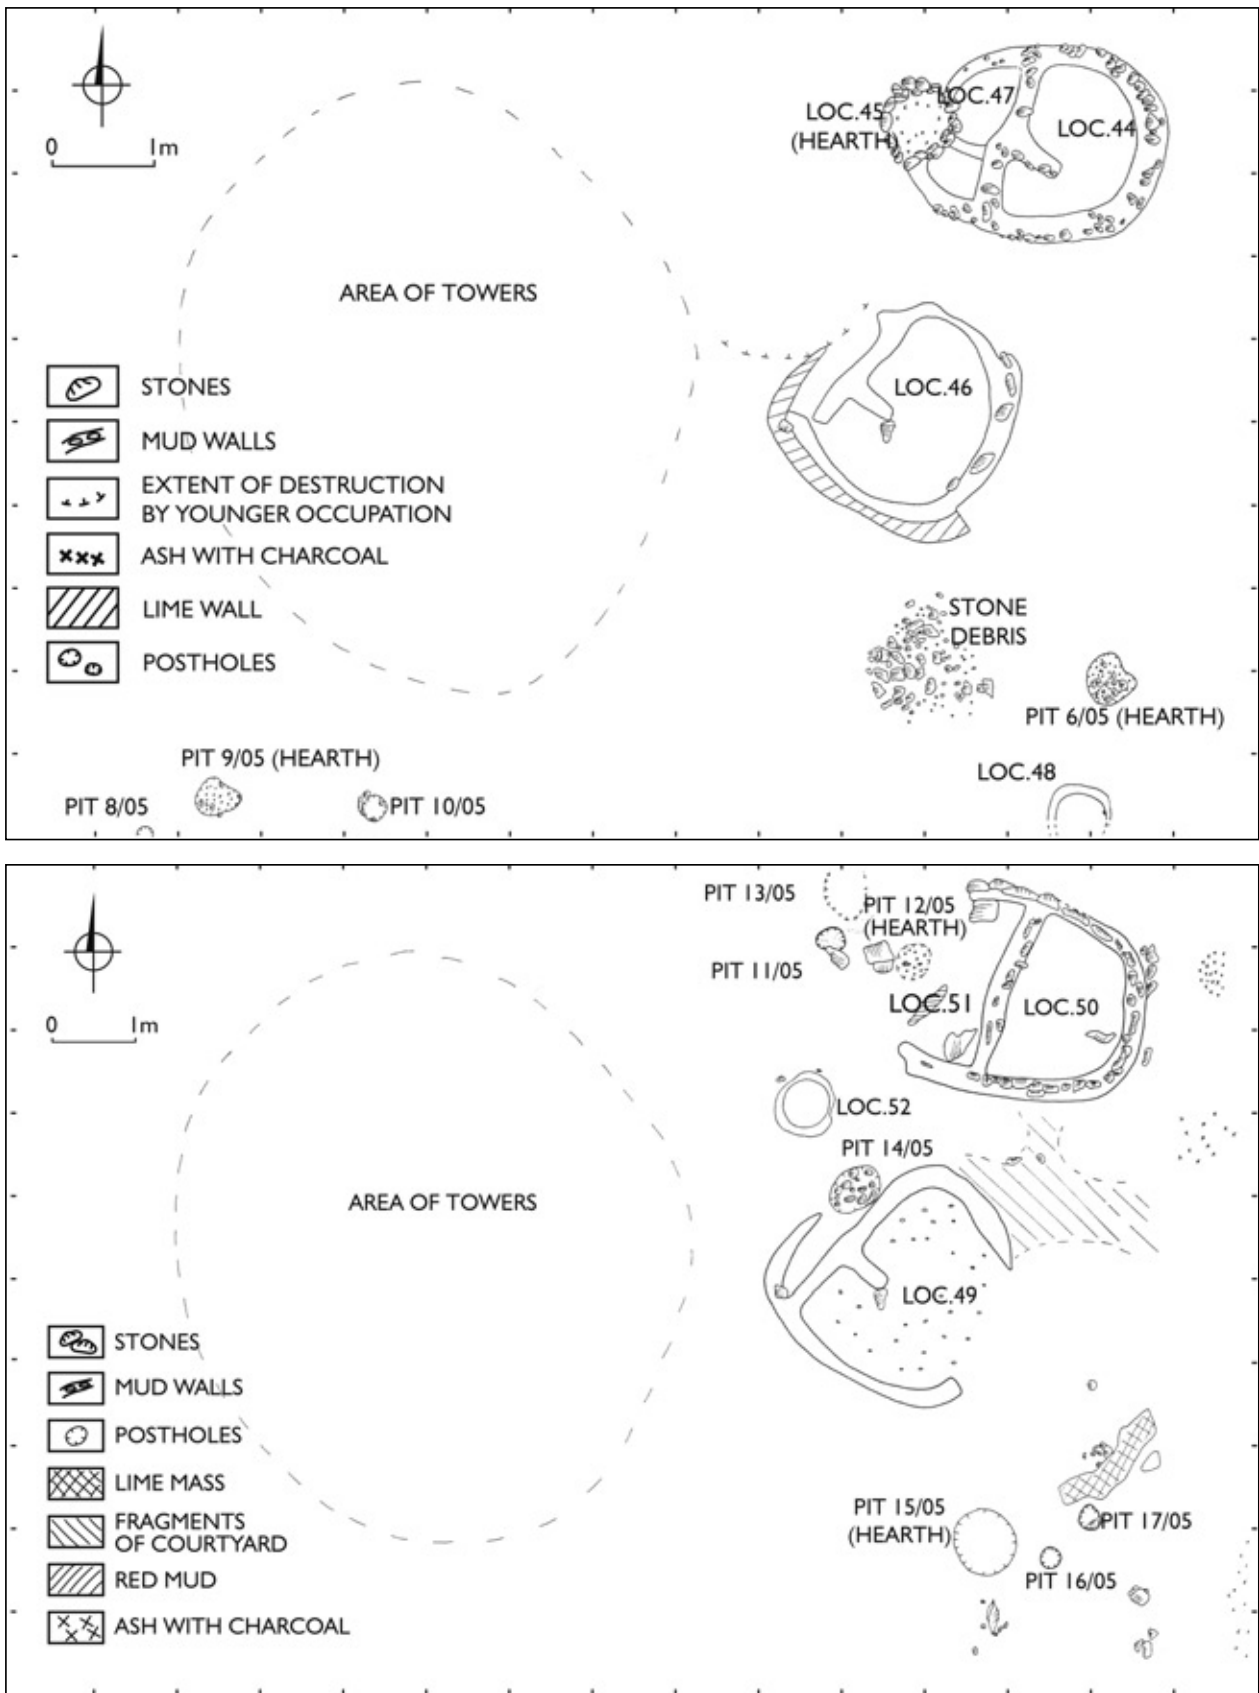 0 1m
LOC.45
(HEARTH)
LOC.47
LOC.44
AREA OF TOWERS
LOC.46
STONES
MUD WALLS
EXTENT OF DESTRUCTION
BY YOUNGER OCCUPATION
ASH WITH CHARCOAL
LIME WALL
POSTHOLES
STONE
DEBRIS
PIT 6/05 (HEARTH)
PIT 9/05 (HEARTH)
PIT 8/05
PIT 10/05
LOC.48
0 1m
PIT 13/05
PIT 12/05
(HEARTH)
PIT 11/05
LOC.51
LOC.50
LOC.52
PIT 14/05
AREA OF TOWERS
LOC.49
STONES
MUD WALLS
POSTHOLES
LIME MASS
FRAGMENTS
OF COURTYARD
RED MUD
ASH WITH CHARCOAL
PIT 15/05
(HEARTH)
PIT 17/05
PIT 16/05